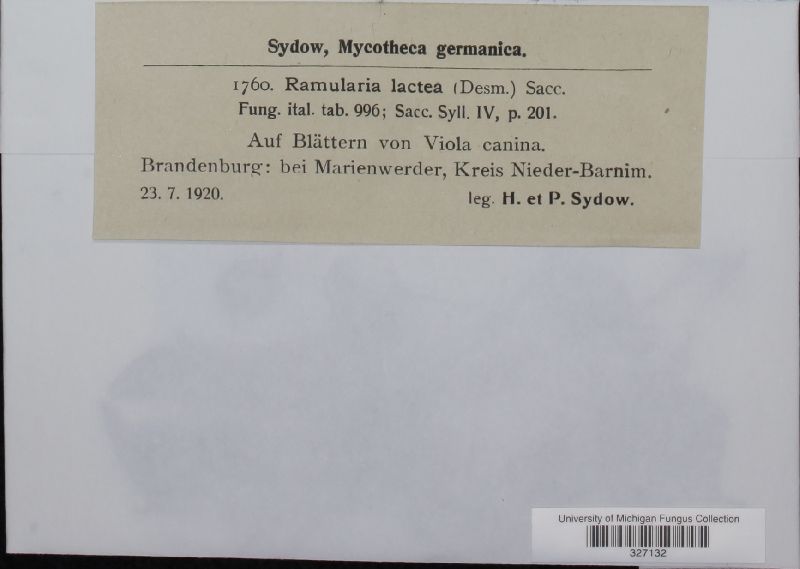 Sydow, Mycotheca germanica.
1760. Ramularia lactea (Desm.) Sacc.
Fung. ital. tab. 996; Sacc. Syll. IV, p. 201.
Auf Blättern von Viola canina.
Brandenburg: bei Marienwerder, Kreis Nieder-Barnim.
23. 7. 1920. leg. H. et P. Sydow.
University of Michigan Fungus Collection
327132